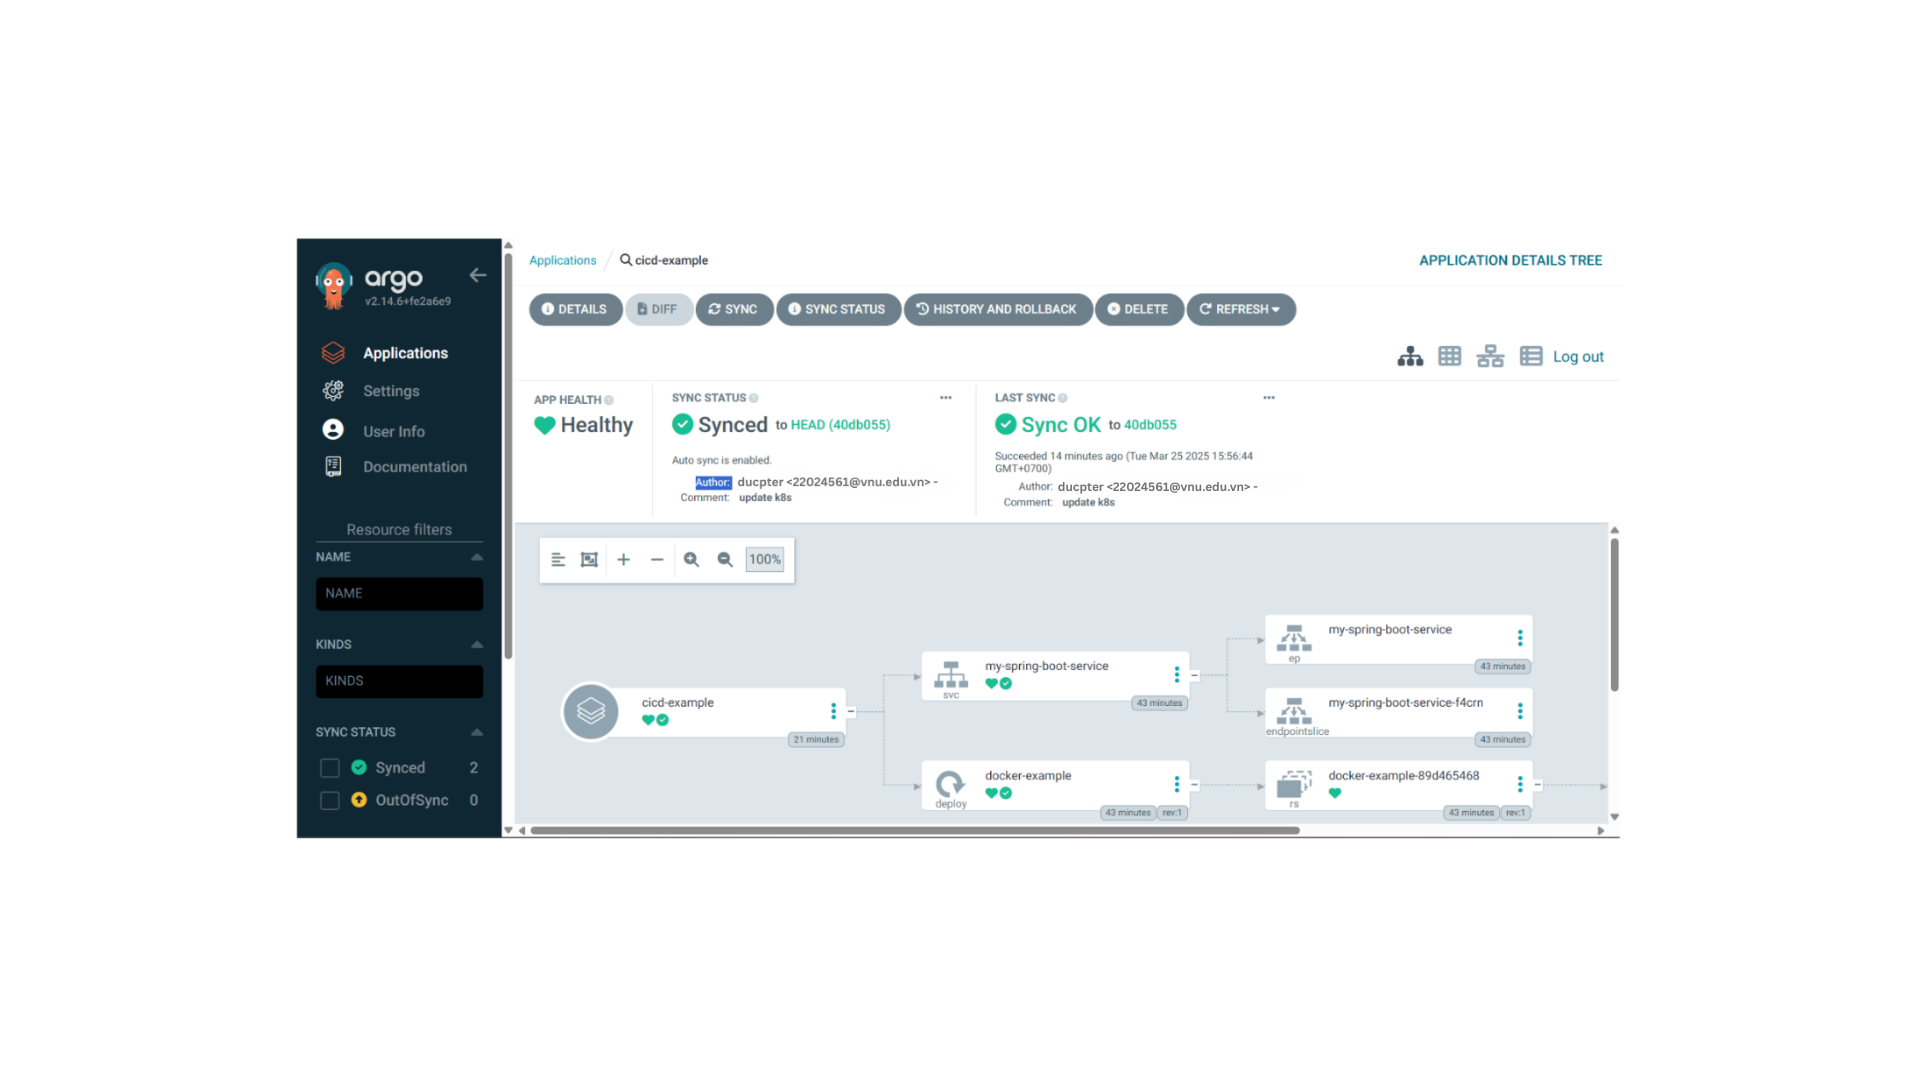 argo
v2.14.6+fe2a6e9
Applications
Settings
User Info
Documentation
Resource filters
NAME
NAME
KINDS
KINDS
SYNC STATUS
Synced 2
OutOfSync 0
Applications / cicd-example
APPLICATION DETAILS TREE
DETAILS DIFF SYNC SYNC STATUS HISTORY AND ROLLBACK DELETE REFRESH
Log out
APP HEALTH
Healthy
SYNC STATUS
Synced to HEAD (40db055)
Auto sync is enabled.
Author: ducpter <22024561@vnu.edu.vn> -
Comment: update k8s
LAST SYNC
Sync OK to 40db055
Succeeded 14 minutes ago (Tue Mar 25 2025 15:56:44
GMT+0700)
Author: ducpter <22024561@vnu.edu.vn> -
Comment: update k8s
100%
cicd-example
21 minutes
my-spring-boot-service
svc
43 minutes
docker-example
deploy
43 minutes rev:1
my-spring-boot-service
ep
43 minutes
my-spring-boot-service-f4crn
endpointslice
43 minutes
docker-example-89d465468
rs
43 minutes rev:1